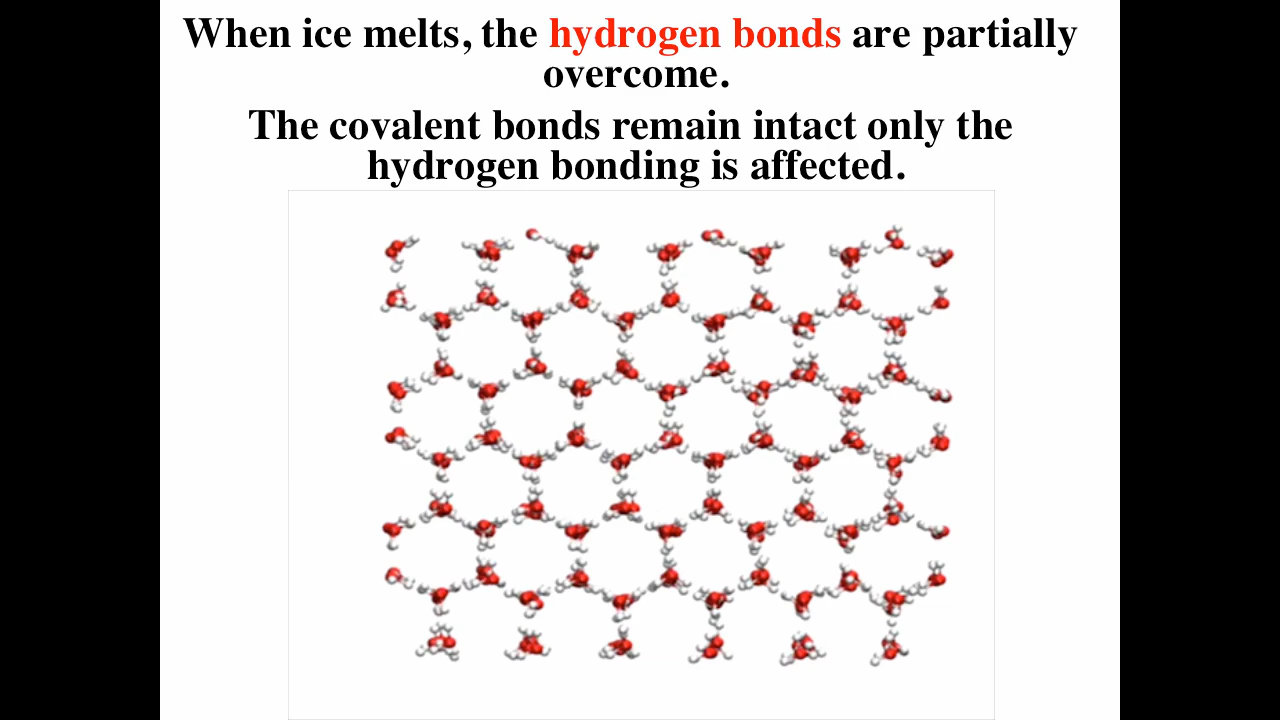 When ice melts, the hydrogen bonds are partially
overcome.
The covalent bonds remain intact only the
hydrogen bonding is affected.